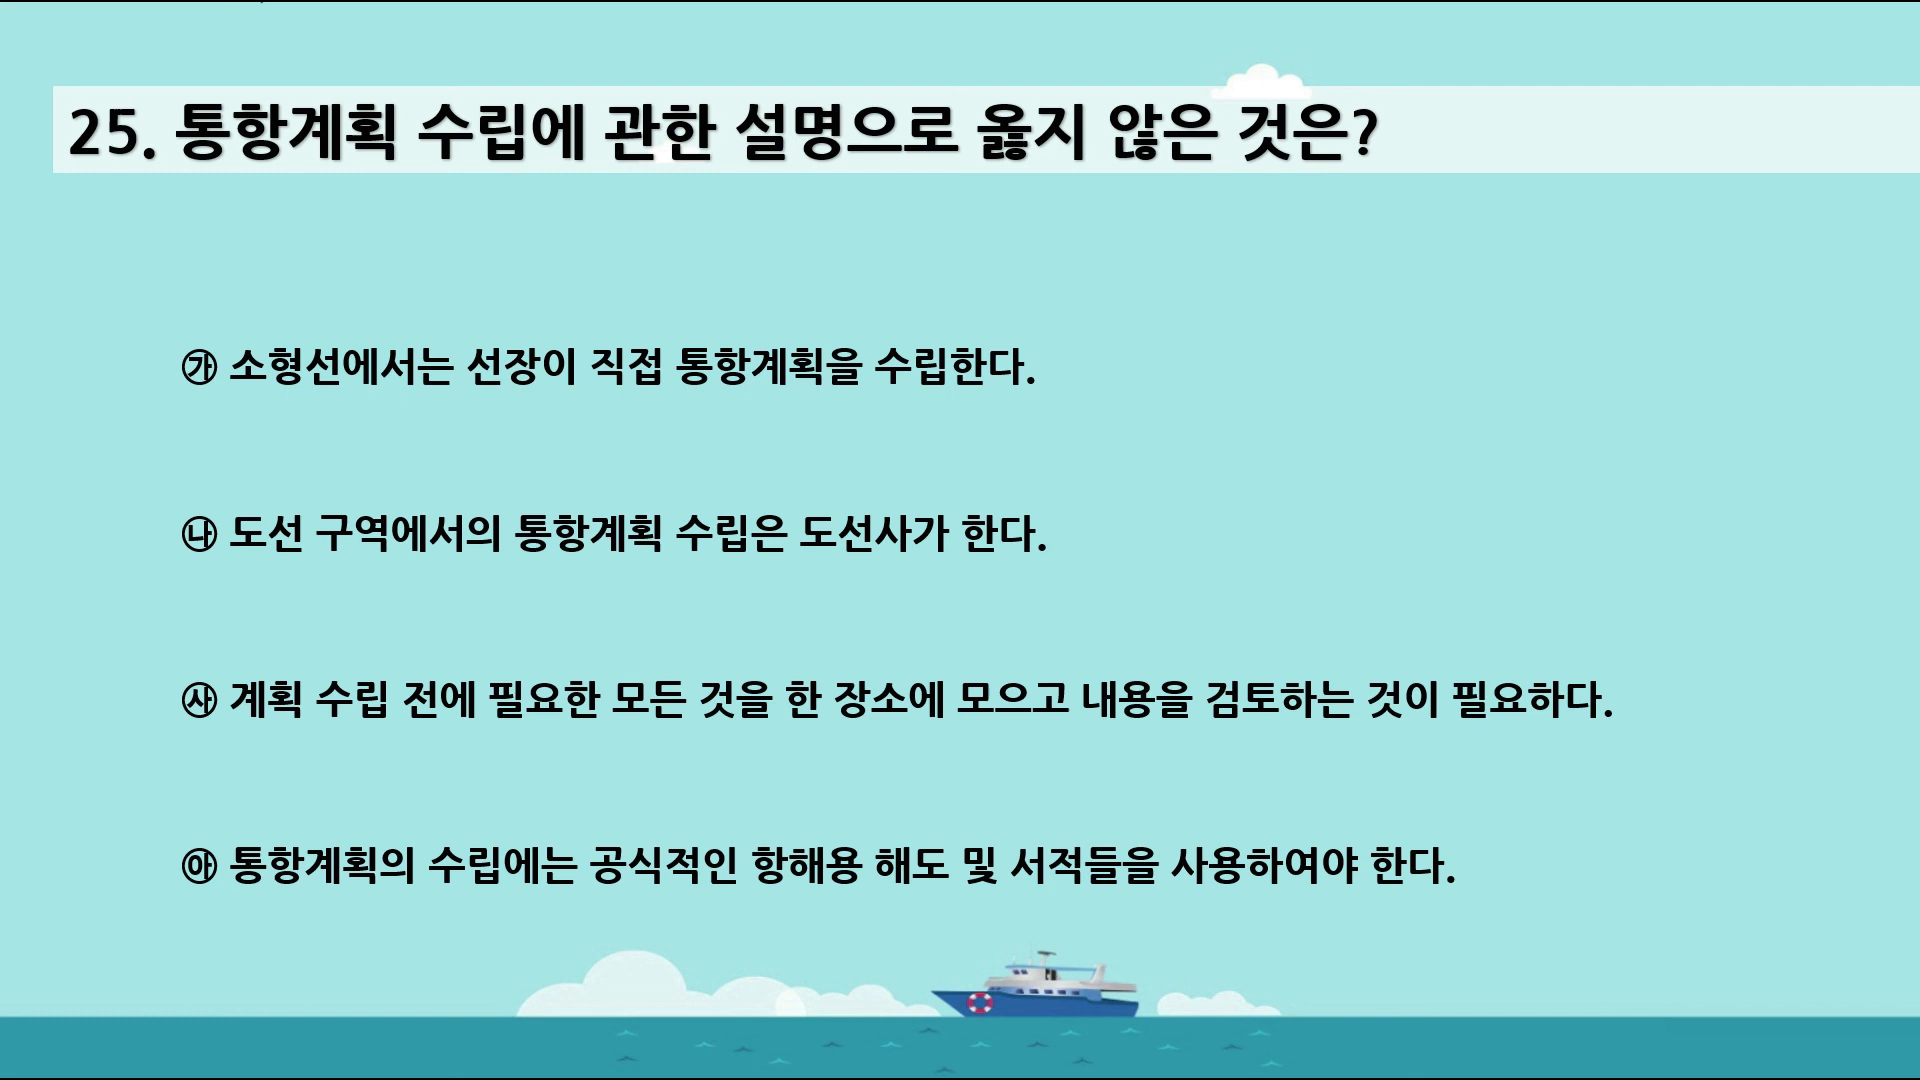 25. 통항계획 수립에 관한 설명으로 옳지 않은 것은?
㉮ 소형선에서는 선장이 직접 통항계획을 수립한다.
㉯ 도선 구역에서의 통항계획 수립은 도선사가 한다.
㉴ 계획 수립 전에 필요한 모든 것을 한 장소에 모으고 내용을 검토하는 것이 필요하다.
㉵ 통항계획의 수립에는 공식적인 항해용 해도 및 서적들을 사용하여야 한다.